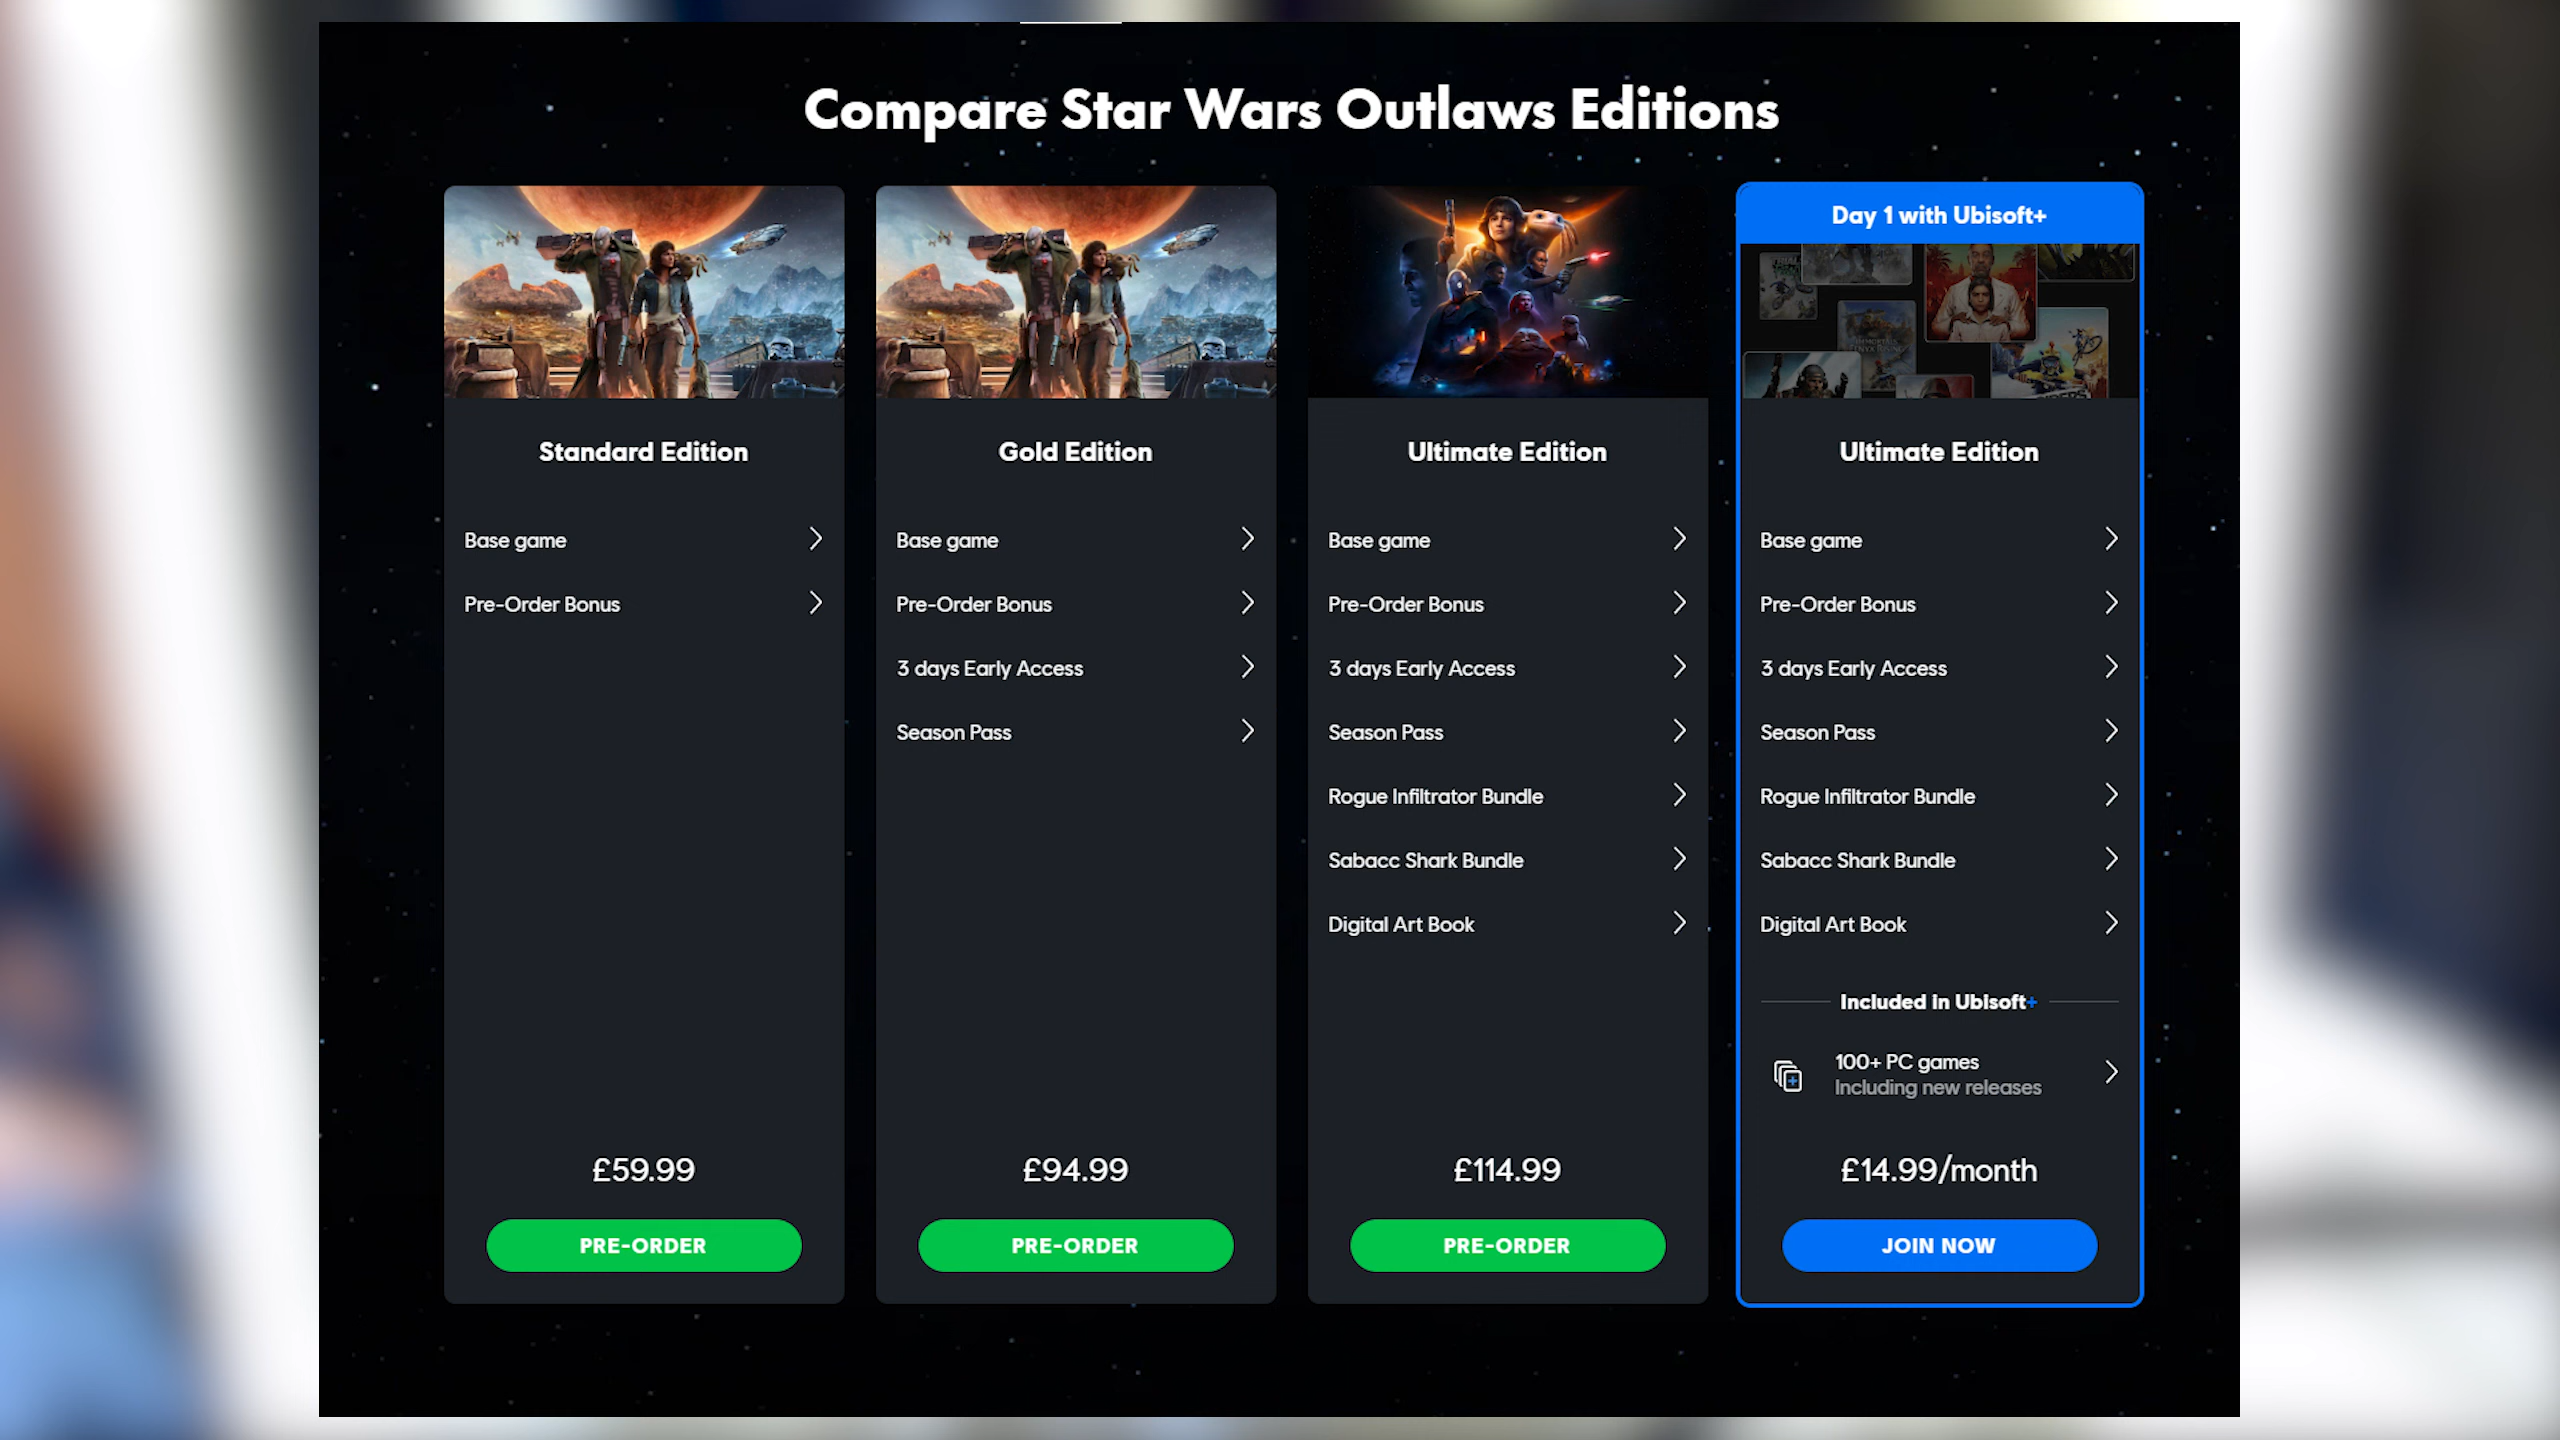 Compare Star Wars Outlaws Editions
Standard Edition
Base game
Pre-Order Bonus
£59.99
PRE-ORDER
Gold Edition
Base game
Pre-Order Bonus
3 days Early Access
Season Pass
£94.99
PRE-ORDER
Ultimate Edition
Base game
Pre-Order Bonus
3 days Early Access
Season Pass
Rogue Infiltrator Bundle
Sabacc Shark Bundle
Digital Art Book
£114.99
PRE-ORDER
Day 1 with Ubisoft+
Ultimate Edition
Base game
Pre-Order Bonus
3 days Early Access
Season Pass
Rogue Infiltrator Bundle
Sabacc Shark Bundle
Digital Art Book
Included in Ubisoft+
100+ PC games
Including new releases
£14.99/month
JOIN NOW